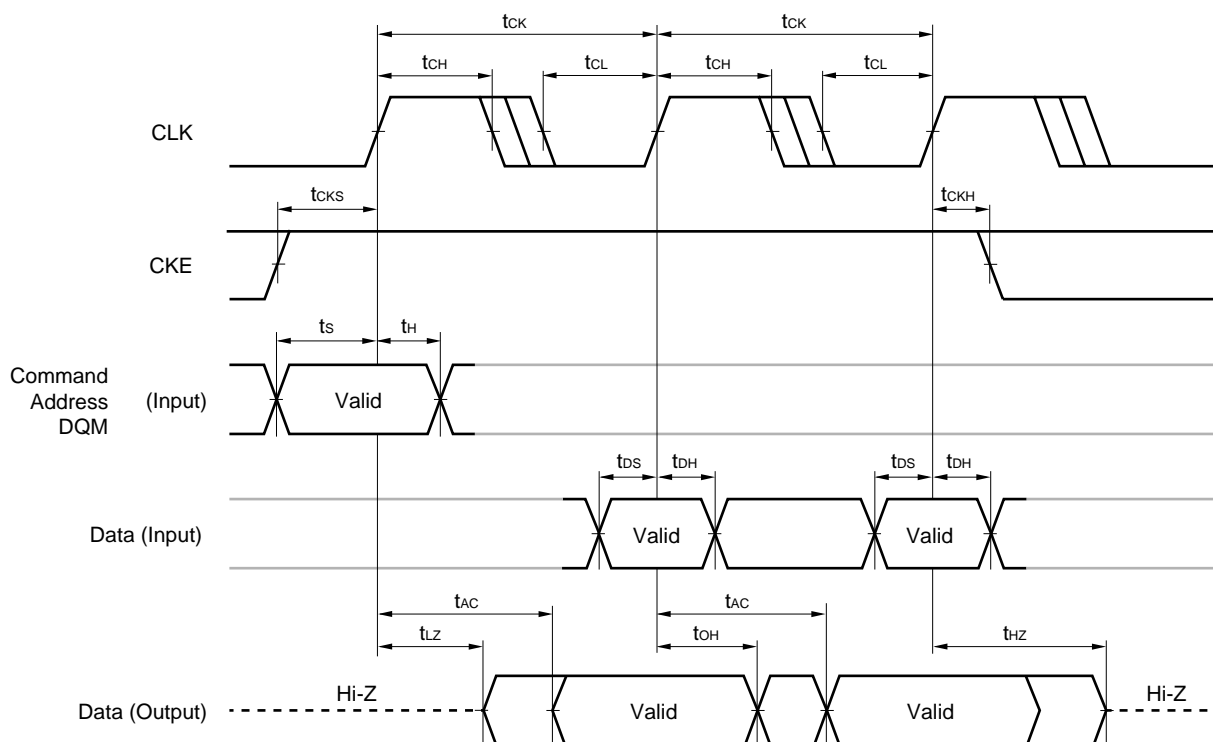 tCK tCK
tCH tCL tCH tCL
CLK
tCKS tCKH
CKE
tS tH
Command
Address (Input) Valid
DQM
tDS tDH tDS tDH
Data (Input) Valid Valid
tAC tAC
tLZ tOH tHZ
Hi-Z Hi-Z
Data (Output) Valid Valid